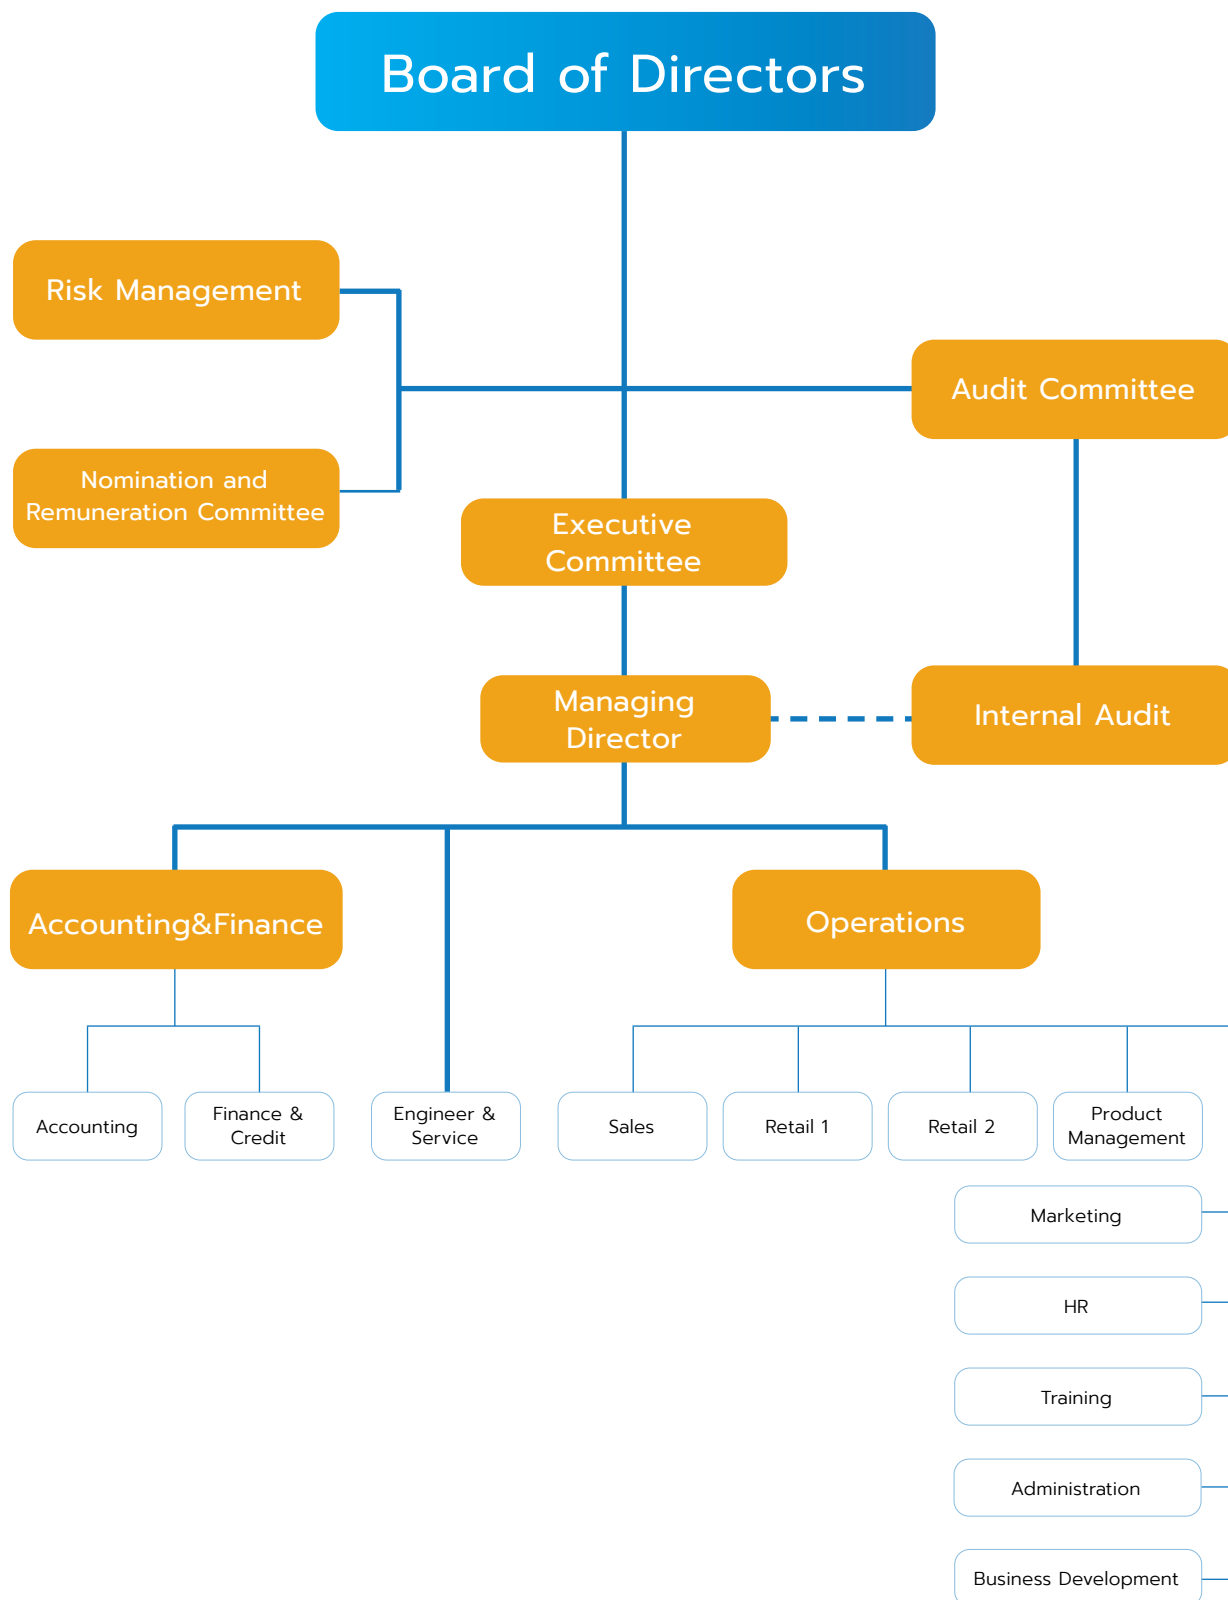 Board of Directors
Risk Management
Audit Committee
Nomination and
Remuneration Committee
Executive
Committee
Managing
Director
Internal Audit
Accounting&Finance
Operations
Accounting
Finance &
Credit
Engineer &
Service
Sales
Retail 1
Retail 2
Product
Management
Marketing
HR
Training
Administration
Business Development